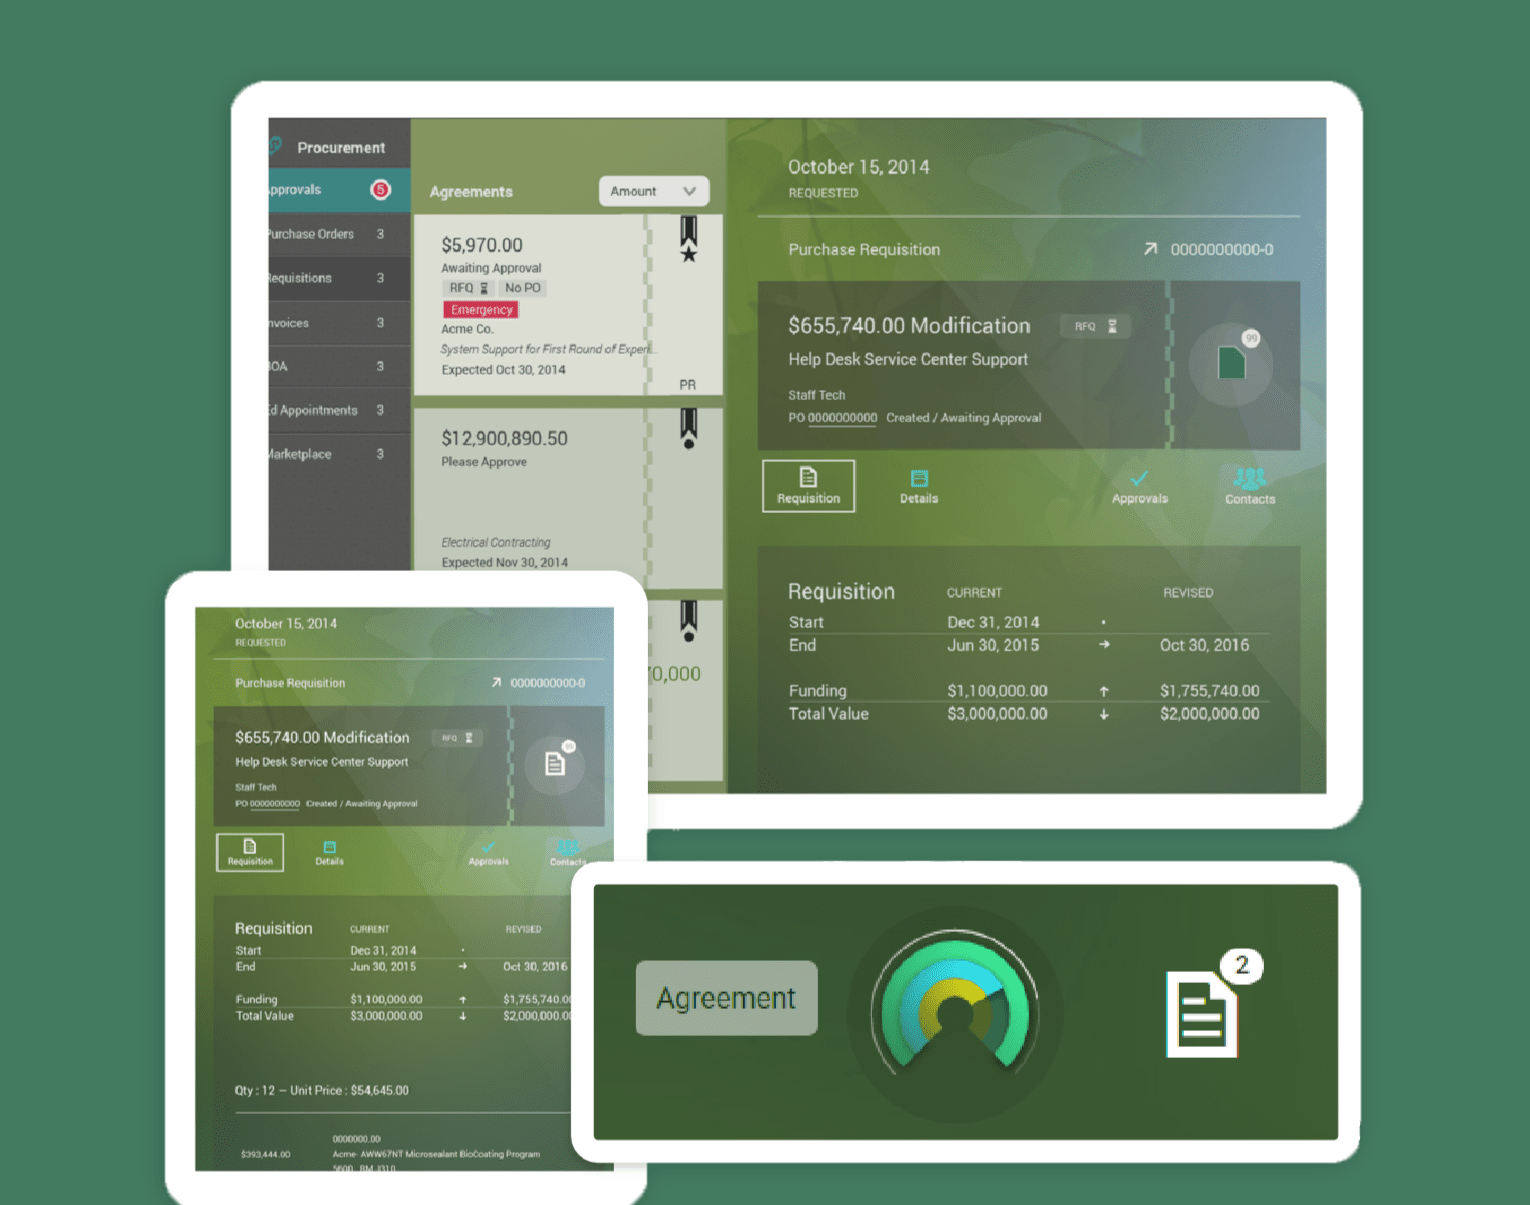 Procurement
pprovals 5
Purchase Orders 3
Requisitions 3
nvoices 3
OA 3
d Appointments 3
Marketplace 3
Agreements
Amount
$5,970.00
Awaiting Approval
RFQ No PO
Emergency
Acme Co.
System Support for First Round of Experi...
Expected Oct 30, 2014
PR
$12,900,890.50
Please Approve
Electrical Contracting
Expected Nov 30, 2014
0,000
October 15, 2014
REQUESTED
Purchase Requisition 0000000000-0
$655,740.00 Modification RFQ
99
Help Desk Service Center Support
Staff Tech
PO 0000000000 Created / Awaiting Approval
Requisition Details Approvals Contacts
Requisition CURRENT REVISED
Start Dec 31, 2014
End Jun 30, 2015 → Oct 30, 2016
Funding $1,100,000.00 ↑ $1,755,740.00
Total Value $3,000,000.00 ↓ $2,000,000.00
October 15, 2014
REQUESTED
Purchase Requisition 0000000000-0
$655,740.00 Modification RFQ
99
Help Desk Service Center Support
Staff Tech
PO 0000000000 Created / Awaiting Approval
Requisition Details Approvals Contacts
Requisition CURRENT REVISED
Start Dec 31, 2014
End Jun 30, 2015 → Oct 30, 2016
Funding $1,100,000.00 ↑ $1,755,740.00
Total Value $3,000,000.00 ↓ $2,000,000.00
Qty : 12 – Unit Price : $54,645.00
0000000.00
$393,444.00 Acme- AWW67NT Microsealant BioCoating Program
5600
Agreement
2